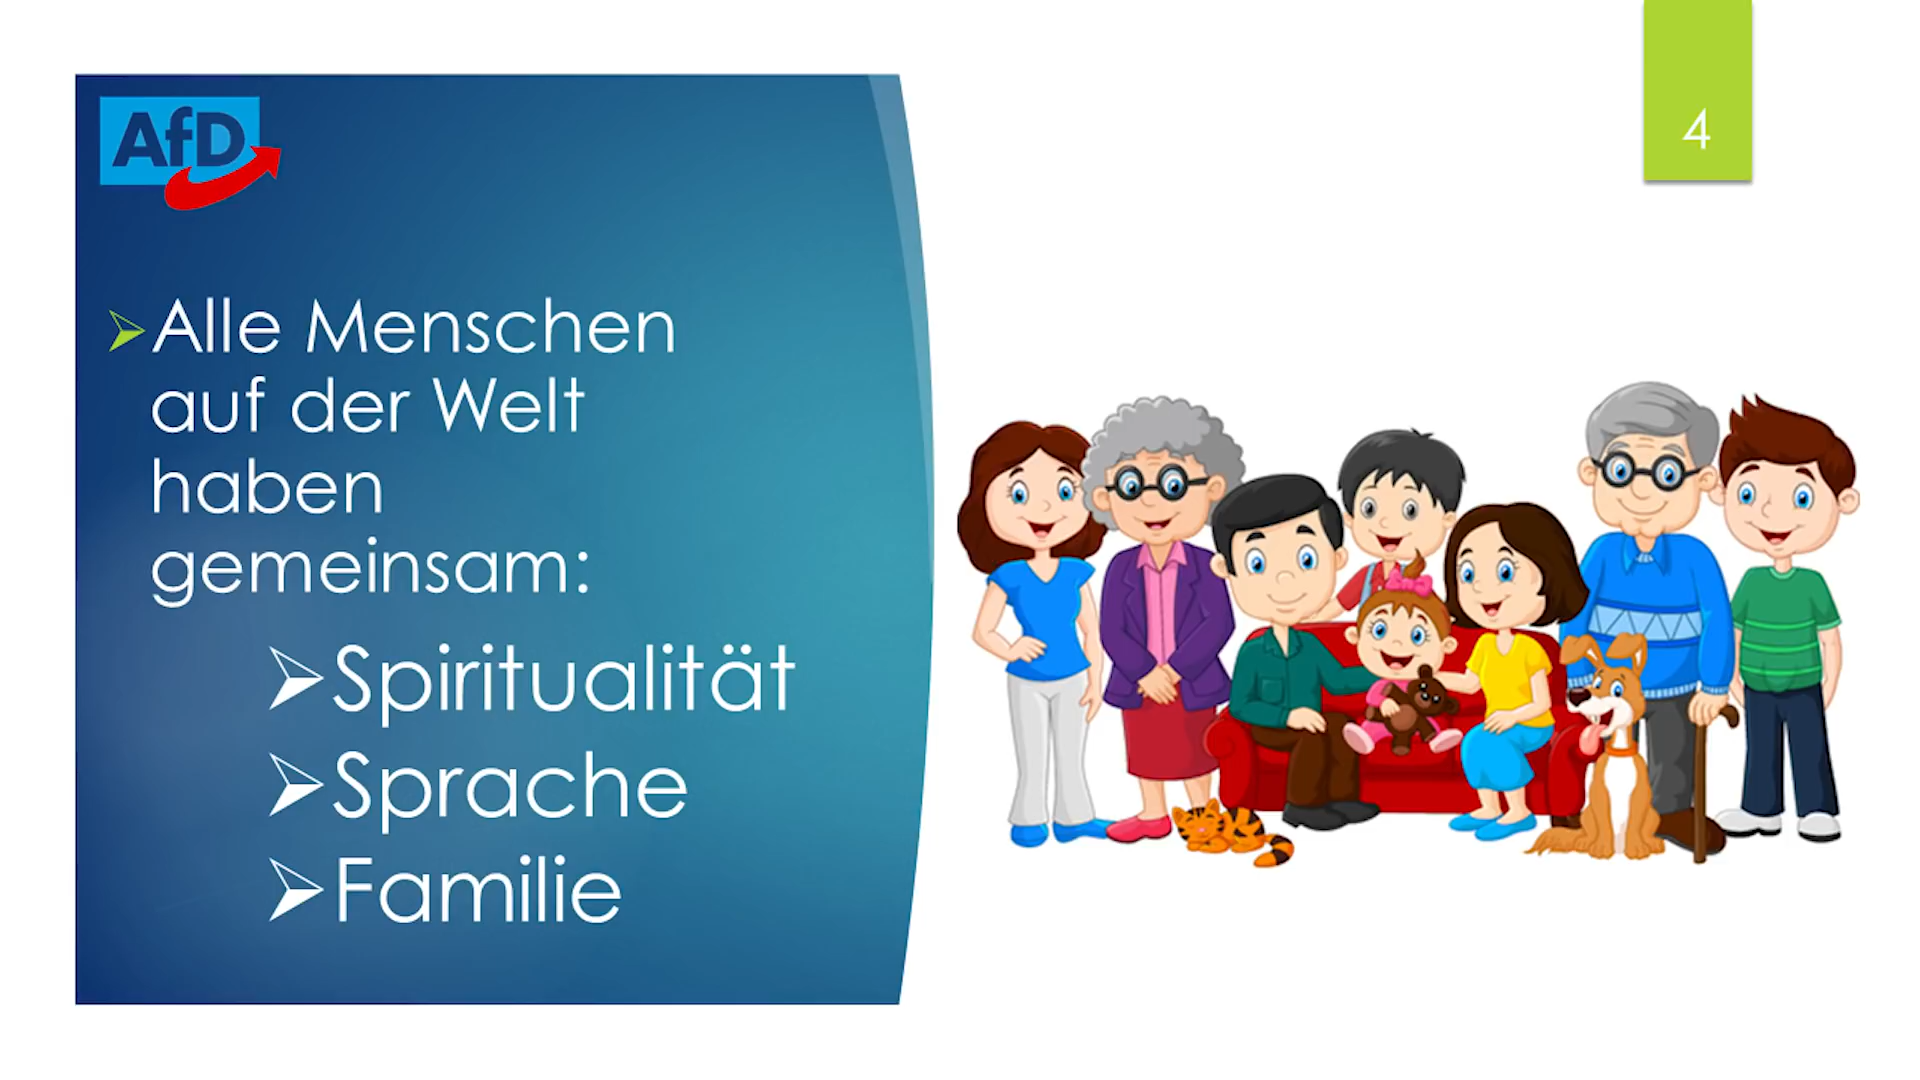 AfD
4
Alle Menschen
auf der Welt
haben
gemeinsam:
Spiritualität
Sprache
Familie